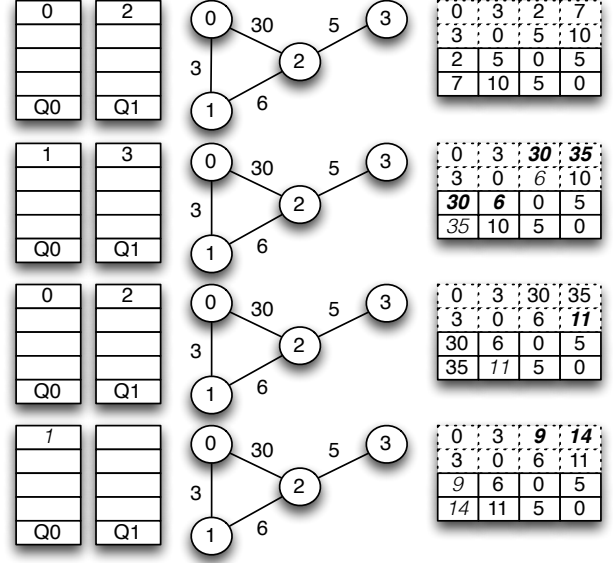 0 2 0 30 5 3 0 3 2 7
3 2 3 0 5 10
2 5 0 5
Q0 Q1 1 6 7 10 5 0
1 3 0 30 5 3 0 3 30 35
3 2 3 0 6 10
30 6 0 5
Q0 Q1 1 6 35 10 5 0
0 2 0 30 5 3 0 3 30 35
3 2 3 0 6 11
30 6 0 5
Q0 Q1 1 6 35 11 5 0
1 0 30 5 3 0 3 9 14
3 2 3 0 6 11
9 6 0 5
Q0 Q1 1 6 14 11 5 0